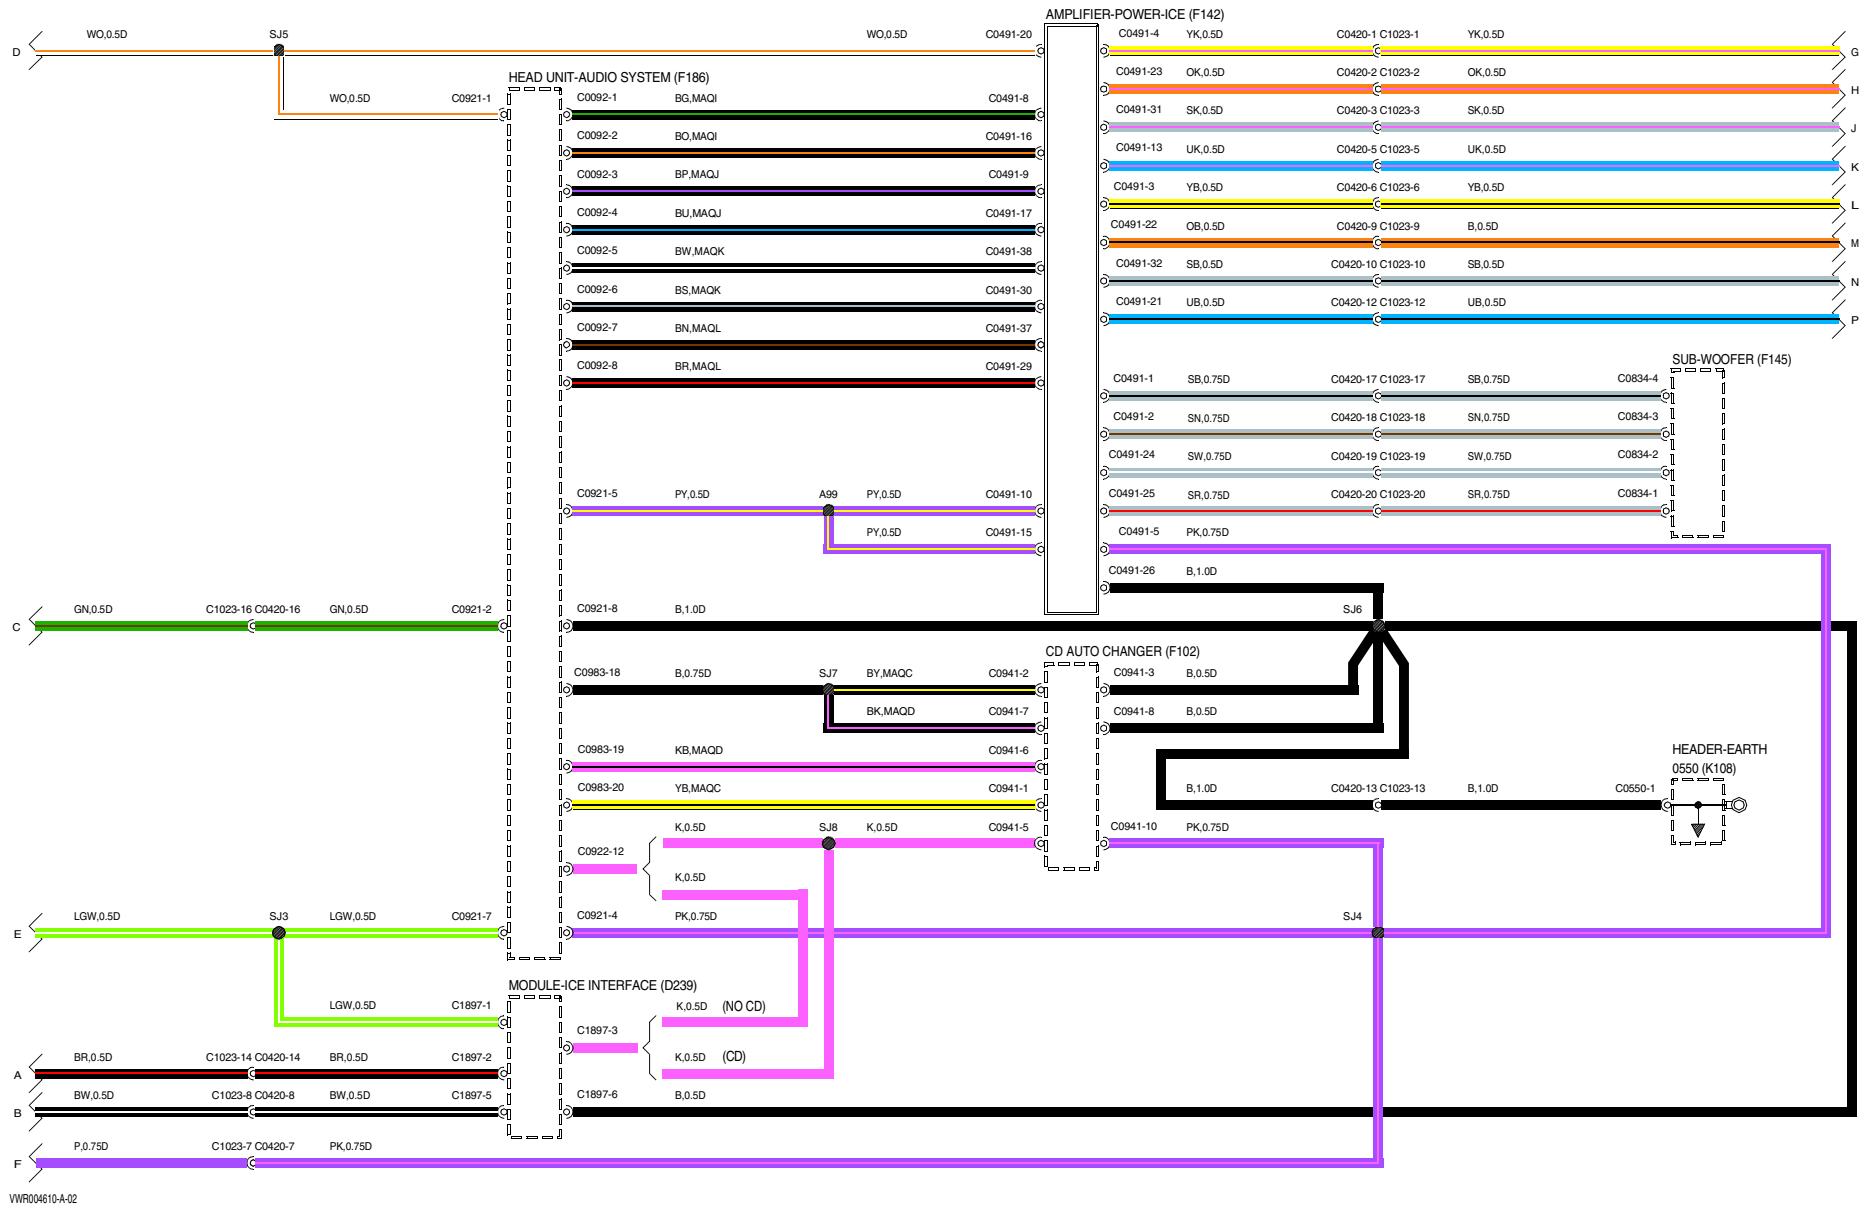 AMPLIFIER-POWER-ICE (F142)
D WO,0.5D SJ5 WO,0.5D C0491-20 C0491-4 YK,0.5D C0420-1 C1023-1 YK,0.5D G
HEAD UNIT-AUDIO SYSTEM (F186) C0491-23 OK,0.5D C0420-2 C1023-2 OK,0.5D H
WO,0.5D C0921-1 C0092-1 BG,MAQI C0491-8 C0491-31 SK,0.5D C0420-3 C1023-3 SK,0.5D J
C0092-2 BO,MAQI C0491-16 C0491-13 UK,0.5D C0420-5 C1023-5 UK,0.5D K
C0092-3 BP,MAQJ C0491-9 C0491-3 YB,0.5D C0420-6 C1023-6 YB,0.5D L
C0092-4 BU,MAQJ C0491-17 C0491-22 OB,0.5D C0420-9 C1023-9 B,0.5D M
C0092-5 BW,MAQK C0491-38 C0491-32 SB,0.5D C0420-10 C1023-10 SB,0.5D N
C0092-6 BS,MAQK C0491-30 C0491-21 UB,0.5D C0420-12 C1023-12 UB,0.5D P
C0092-7 BN,MAQL C0491-37
SUB-WOOFER (F145)
C0092-8 BR,MAQL C0491-29 C0491-1 SB,0.75D C0420-17 C1023-17 SB,0.75D C0834-4
C0491-2 SN,0.75D C0420-18 C1023-18 SN,0.75D C0834-3
C0491-24 SW,0.75D C0420-19 C1023-19 SW,0.75D C0834-2
C0921-5 PY,0.5D A99 PY,0.5D C0491-10 C0491-25 SR,0.75D C0420-20 C1023-20 SR,0.75D C0834-1
PY,0.5D C0491-15 C0491-5 PK,0.75D
C0491-26 B,1.0D
C GN,0.5D C1023-16 C0420-16 GN,0.5D C0921-2 C0921-8 B,1.0D SJ6
CD AUTO CHANGER (F102)
C0983-18 B,0.75D SJ7 BY,MAQC C0941-2 C0941-3 B,0.5D
BK,MAQD C0941-7 C0941-8 B,0.5D
C0983-19 KB,MAQD C0941-6 HEADER-EARTH
0550 (K108)
C0983-20 YB,MAQC C0941-1 B,1.0D C0420-13 C1023-13 B,1.0D C0550-1
K,0.5D SJ8 K,0.5D C0941-5 C0941-10 PK,0.75D
C0922-12
K,0.5D
E LGW,0.5D SJ3 LGW,0.5D C0921-7 C0921-4 PK,0.75D SJ4
MODULE-ICE INTERFACE (D239)
LGW,0.5D C1897-1 K,0.5D (NO CD)
C1897-3
A BR,0.5D C1023-14 C0420-14 BR,0.5D C1897-2 K,0.5D (CD)
B BW,0.5D C1023-8 C0420-8 BW,0.5D C1897-5 C1897-6 B,0.5D
F P,0.75D C1023-7 C0420-7 PK,0.75D
VWR004610-A-02